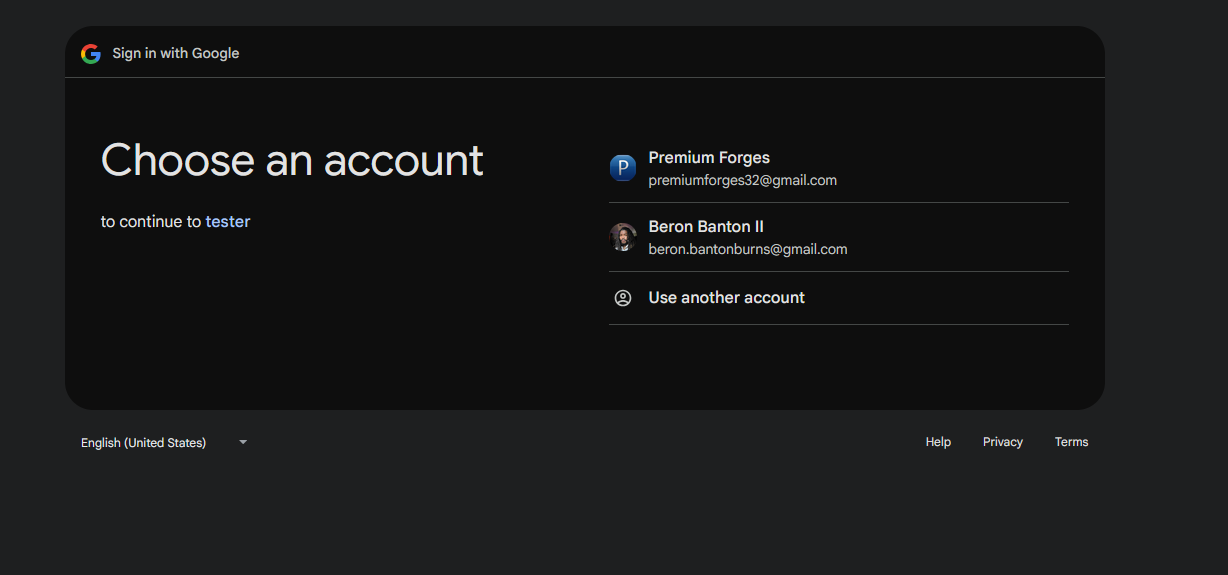 Sign in with Google
Choose an account
to continue to tester
P
Premium Forges
premiumforges32@gmail.com
Beron Banton II
beron.bantonburns@gmail.com
Use another account
English (United States)
Help
Privacy
Terms